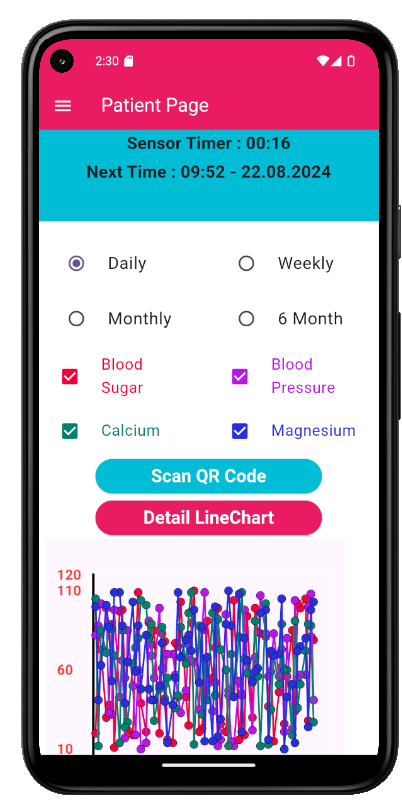 2:30
Patient Page
Sensor Timer : 00:16
Next Time : 09:52 - 22.08.2024
Daily
Weekly
Monthly
6 Month
Blood
Sugar
Blood
Pressure
Calcium
Magnesium
Scan QR Code
Detail LineChart
120
110
60
10